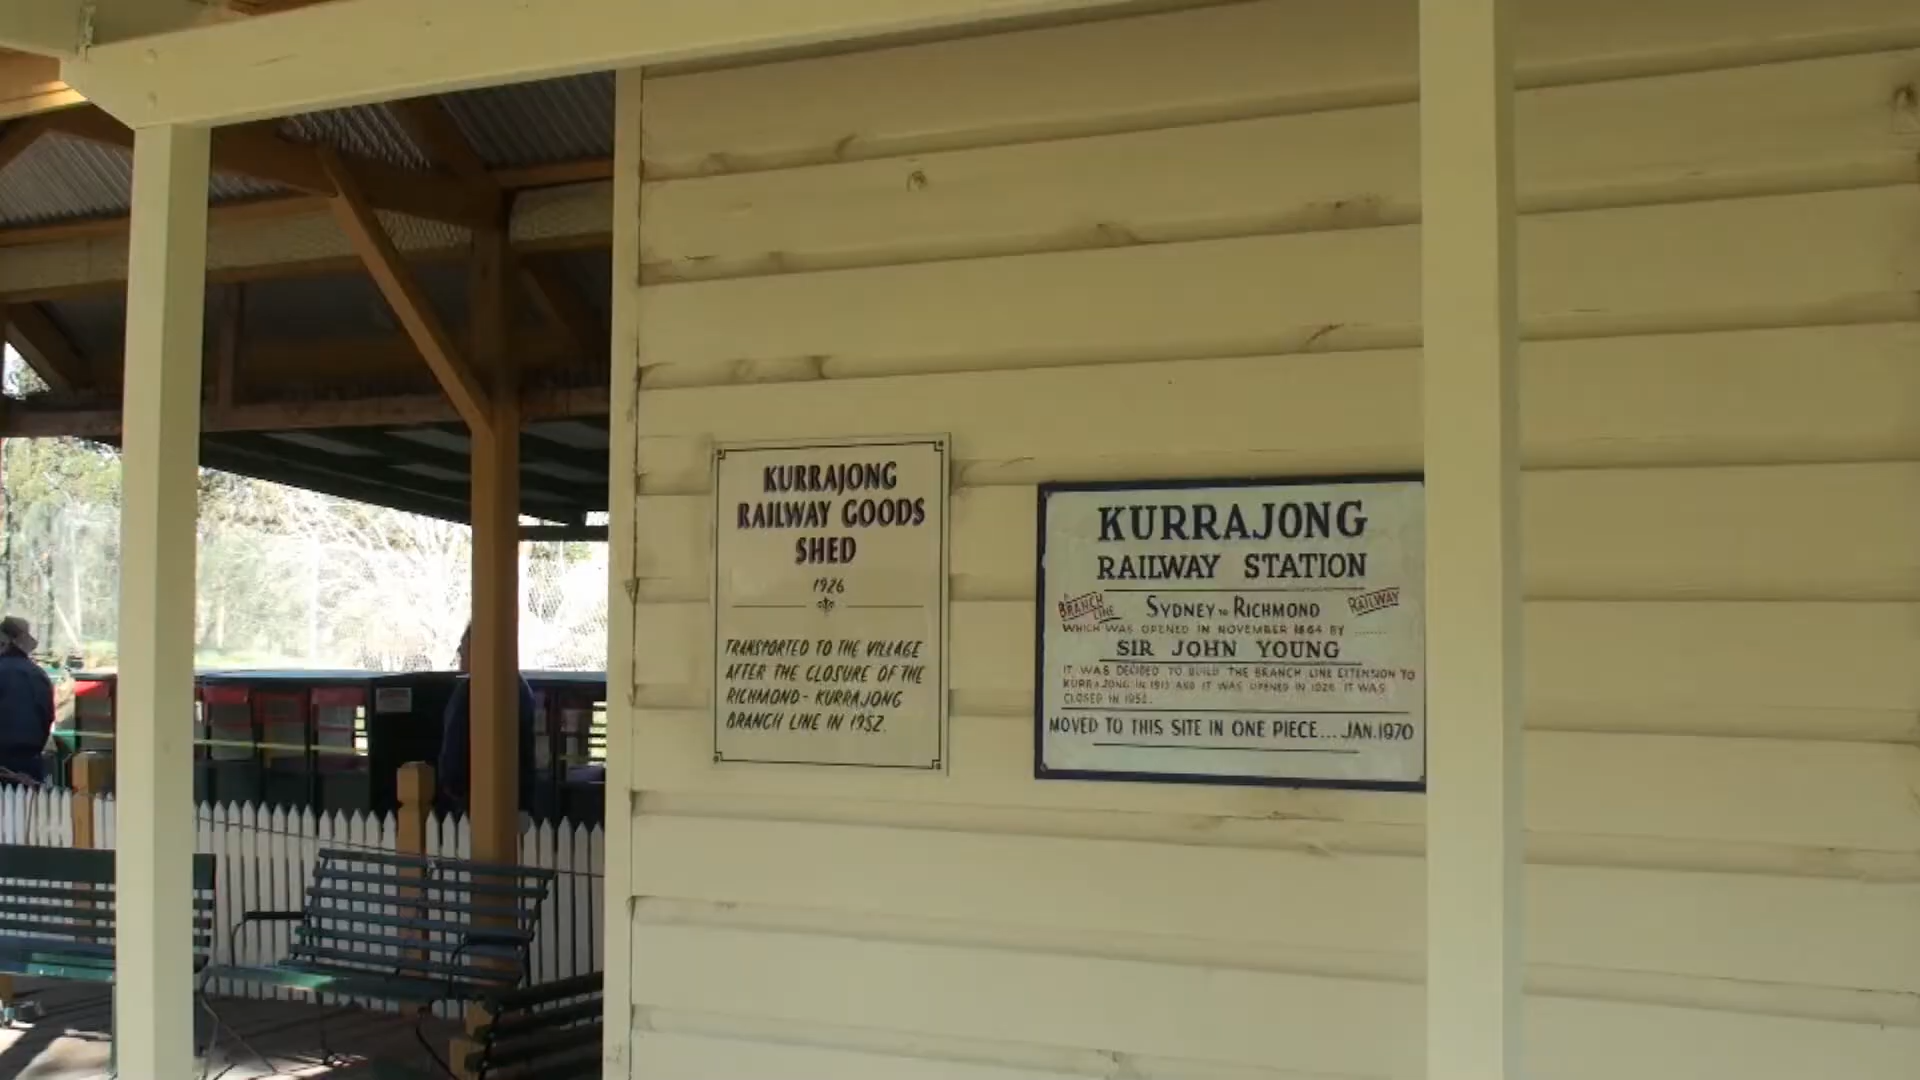 KURRAJONG
RAILWAY GOODS
SHED
1926
TRANSPORTED TO THE VILLAGE
AFTER THE CLOSURE OF THE
RICHMOND - KURRAJONG
BRANCH LINE IN 1952.
KURRAJONG
RAILWAY STATION
BRANCH LINE
SYDNEY TO RICHMOND
RAILWAY
WHICH WAS OPENED IN NOVEMBER 1864 BY ........
SIR JOHN YOUNG
IT WAS DECIDED TO BUILD THE BRANCH LINE EXTENSION TO
KURRAJONG IN 1919 AND IT WAS OPENED IN 1926 IT WAS
CLOSED IN 1952.
MOVED TO THIS SITE IN ONE PIECE... JAN. 1970